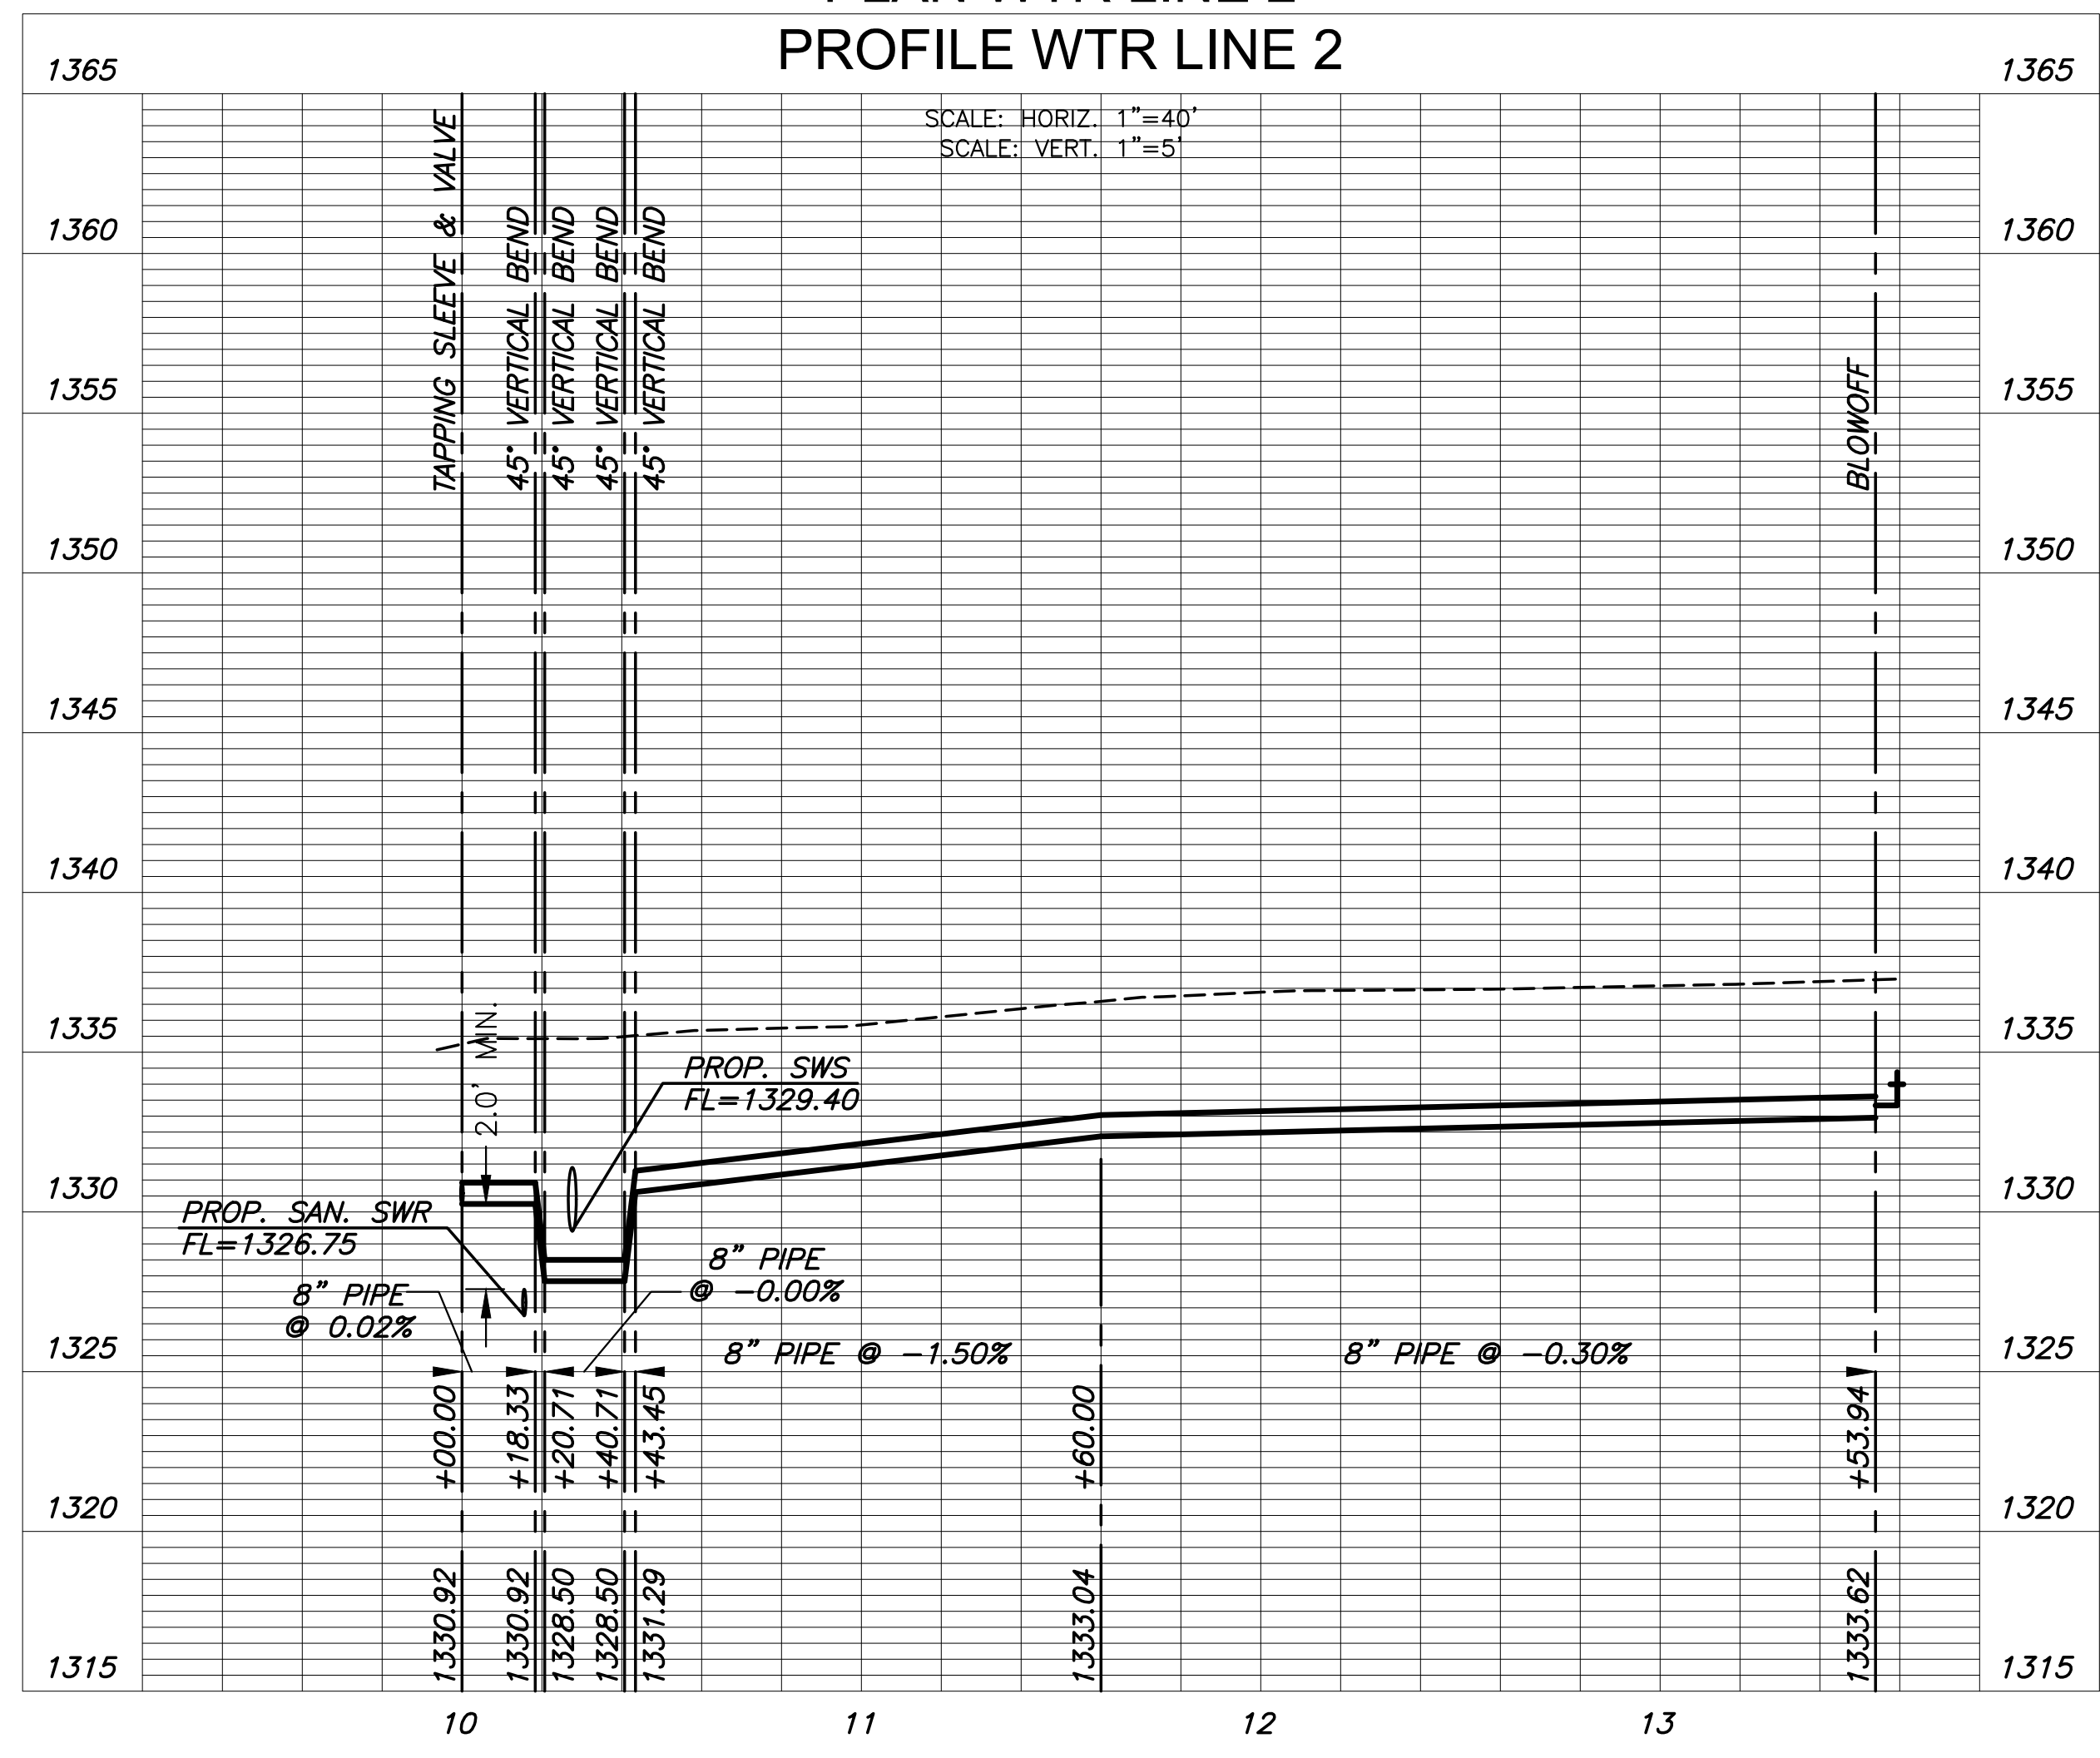 PROFILE WTR LINE 2
SCALE: HORIZ. 1"=40'
SCALE: VERT. 1"=5'
1365
1365
1360
1360
1355
1355
1350
1350
1345
1345
1340
1340
1335
1335
1330
1330
1325
1325
1320
1320
1315
1315
TAPPING SLEEVE & VALVE
45° VERTICAL BEND
45° VERTICAL BEND
45° VERTICAL BEND
45° VERTICAL BEND
BLOWOFF
2.0' MIN.
PROP. SWS
FL=1329.40
PROP. SAN. SWR
FL=1326.75
8" PIPE
@ 0.02%
8" PIPE
@ -0.00%
8" PIPE @ -1.50%
8" PIPE @ -0.30%
+00.00
+18.33
+20.71
+40.71
+43.45
+60.00
+53.94
1330.92
1330.92
1328.50
1328.50
1331.29
1333.04
1333.62
10
11
12
13